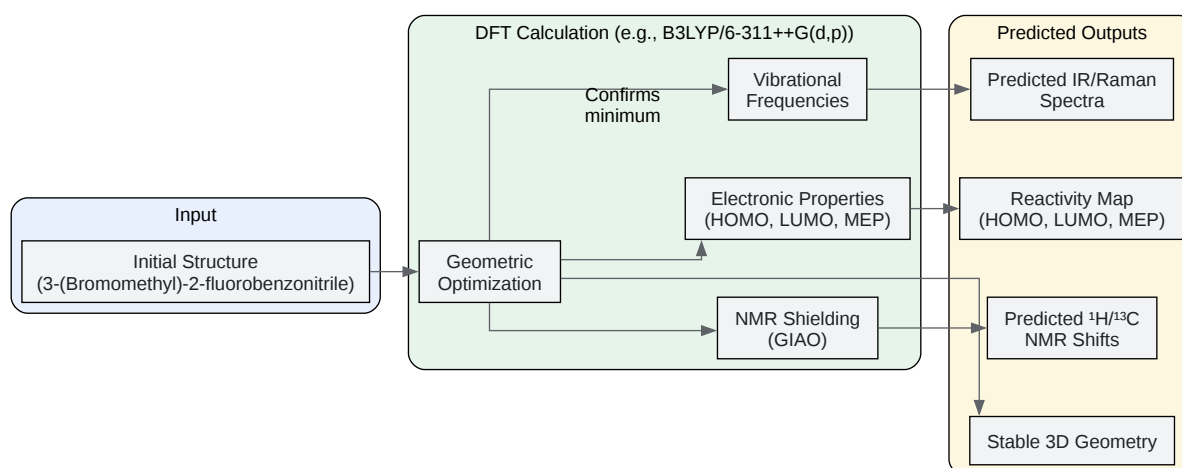 DFT Calculation (e.g., B3LYP/6-311++G(d,p))
Predicted Outputs
Confirms
minimum
Vibrational
Frequencies
Predicted IR/Raman
Spectra
Input
Initial Structure
(3-(Bromomethyl)-2-fluorobenzonitrile)
Geometric
Optimization
Electronic Properties
(HOMO, LUMO, MEP)
Reactivity Map
(HOMO, LUMO, MEP)
NMR Shielding
(GIAO)
Predicted ¹H/¹³C
NMR Shifts
Stable 3D Geometry